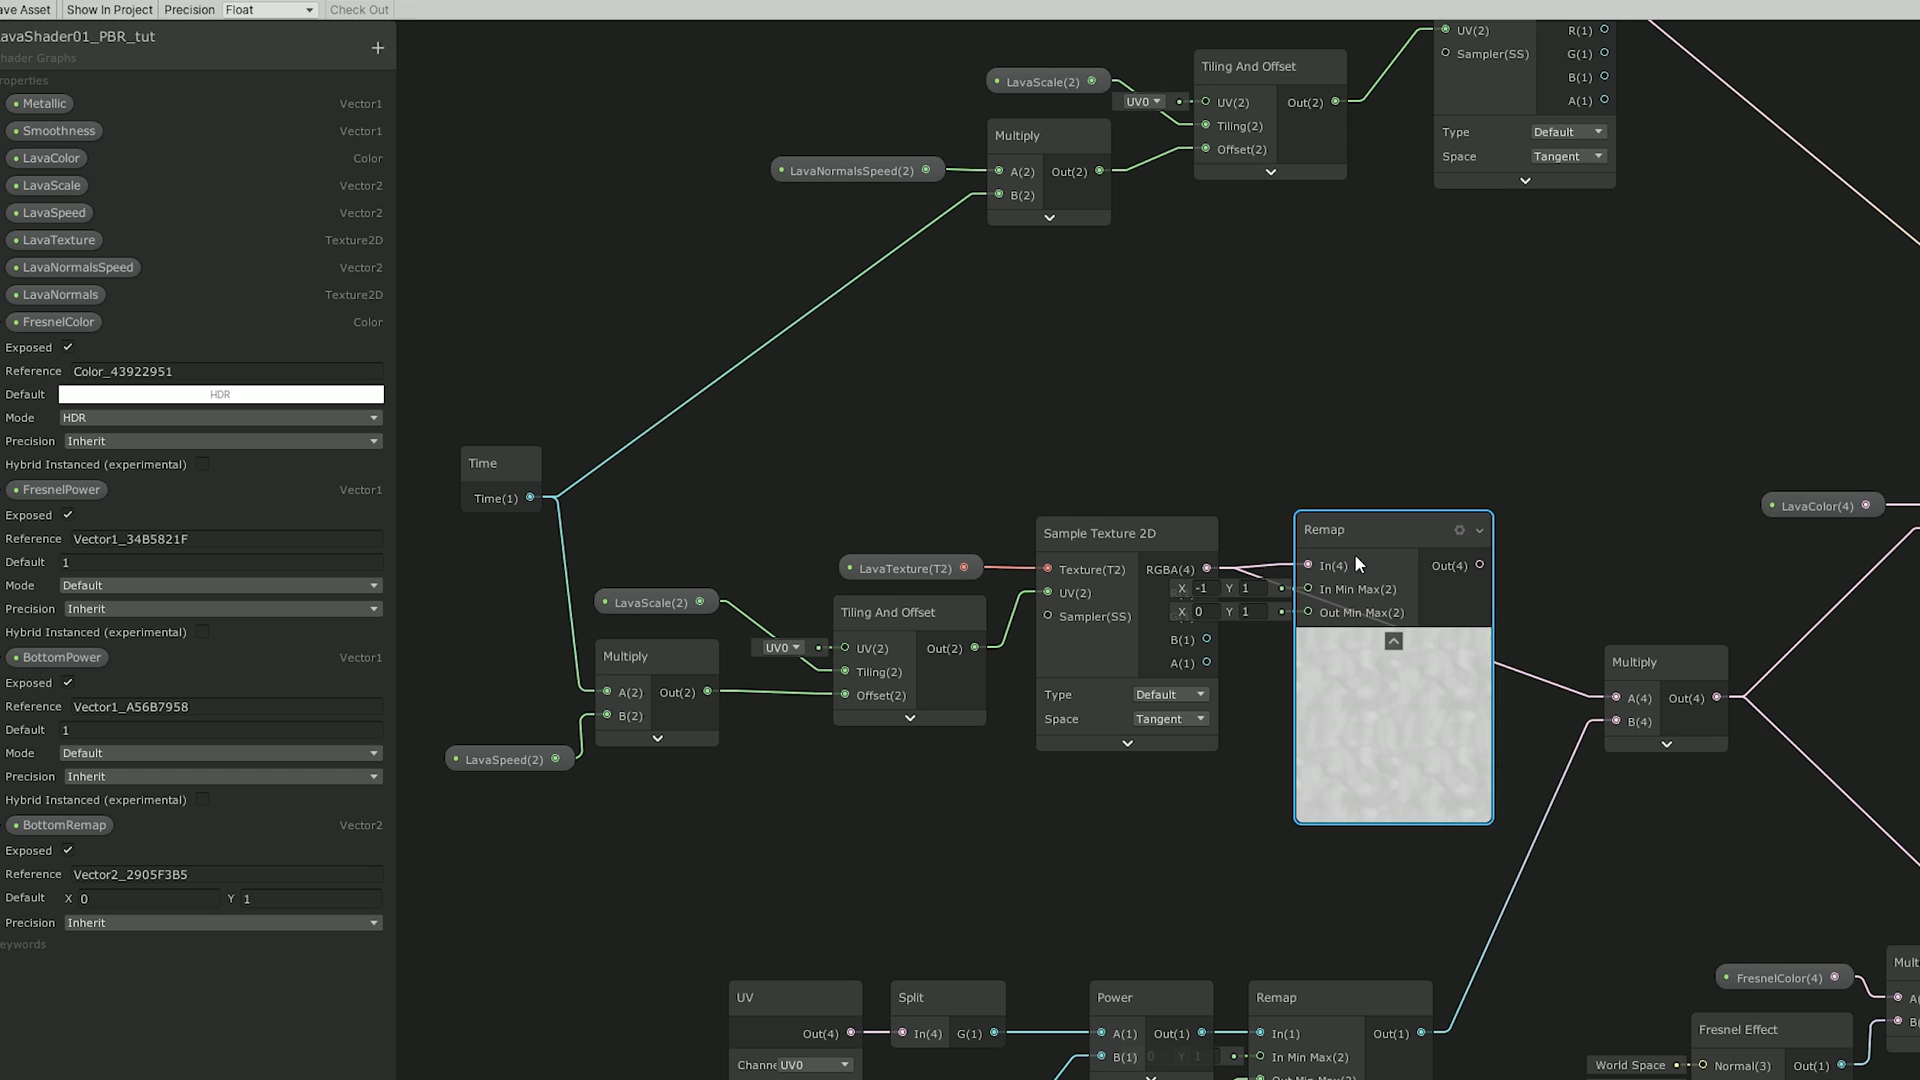 ave Asset Show In Project Precision Float Check Out
avaShader01_PBR_tut
hader Graphs
roperties
Metallic Vector1
Smoothness Vector1
LavaColor Color
LavaScale Vector2
LavaSpeed Vector2
LavaTexture Texture2D
LavaNormalsSpeed Vector2
LavaNormals Texture2D
FresnelColor Color
Exposed
Reference Color_43922951
Default HDR
Mode HDR
Precision Inherit
Hybrid Instanced (experimental)
FresnelPower Vector1
Exposed
Reference Vector1_34B5821F
Default 1
Mode Default
Precision Inherit
Hybrid Instanced (experimental)
BottomPower Vector1
Exposed
Reference Vector1_A56B7958
Default 1
Mode Default
Precision Inherit
Hybrid Instanced (experimental)
BottomRemap Vector2
Exposed
Reference Vector2_2905F3B5
Default X 0 Y 1
Precision Inherit
eywords
LavaScale(2)
Tiling And Offset
UV0 UV(2) Out(2)
Tiling(2)
Offset(2)
LavaNormalsSpeed(2)
Multiply
A(2) Out(2)
B(2)
UV(2) R(1)
Sampler(SS) G(1)
B(1)
A(1)
Type Default
Space Tangent
Time
Time(1)
LavaScale(2)
Multiply
A(2) Out(2)
B(2)
LavaSpeed(2)
Tiling And Offset
UV0 UV(2) Out(2)
Tiling(2)
Offset(2)
LavaTexture(T2)
Sample Texture 2D
Texture(T2) RGBA(4)
UV(2)
Sampler(SS)
B(1)
A(1)
Type Default
Space Tangent
Remap
In(4) Out(4)
X -1 Y 1 In Min Max(2)
X 0 Y 1 Out Min Max(2)
LavaColor(4)
Multiply
A(4) Out(4)
B(4)
UV
Out(4)
Channe UV0
Split
In(4) G(1)
Power
A(1) Out(1)
B(1)
0 Y 1
Remap
In(1) Out(1)
In Min Max(2)
Out Min Max(2)
FresnelColor(4)
Mult
A(
B(
Fresnel Effect
World Space Normal(3) Out(1)